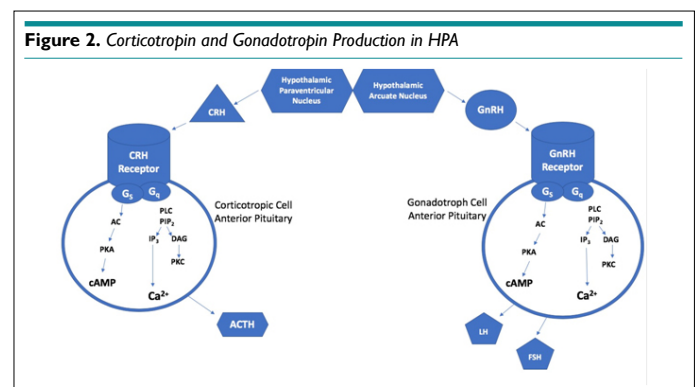 Figure 2. Corticotropin and Gonadotropin Production in HPA
Hypothalamic
Paraventricular
Nucleus
Hypothalamic
Arcuate Nucleus
CRH
GnRH
CRH
Receptor
GnRH
Receptor
Gs
Gq
Gs
Gq
Corticotropic Cell
Anterior Pituitary
Gonadotroph Cell
Anterior Pituitary
AC
PLC
PIP₂
PKA
IP₃
DAG
PKC
cAMP
Ca²⁺
AC
PLC
PIP₂
PKA
IP₃
DAG
PKC
cAMP
Ca²⁺
ACTH
LH
FSH